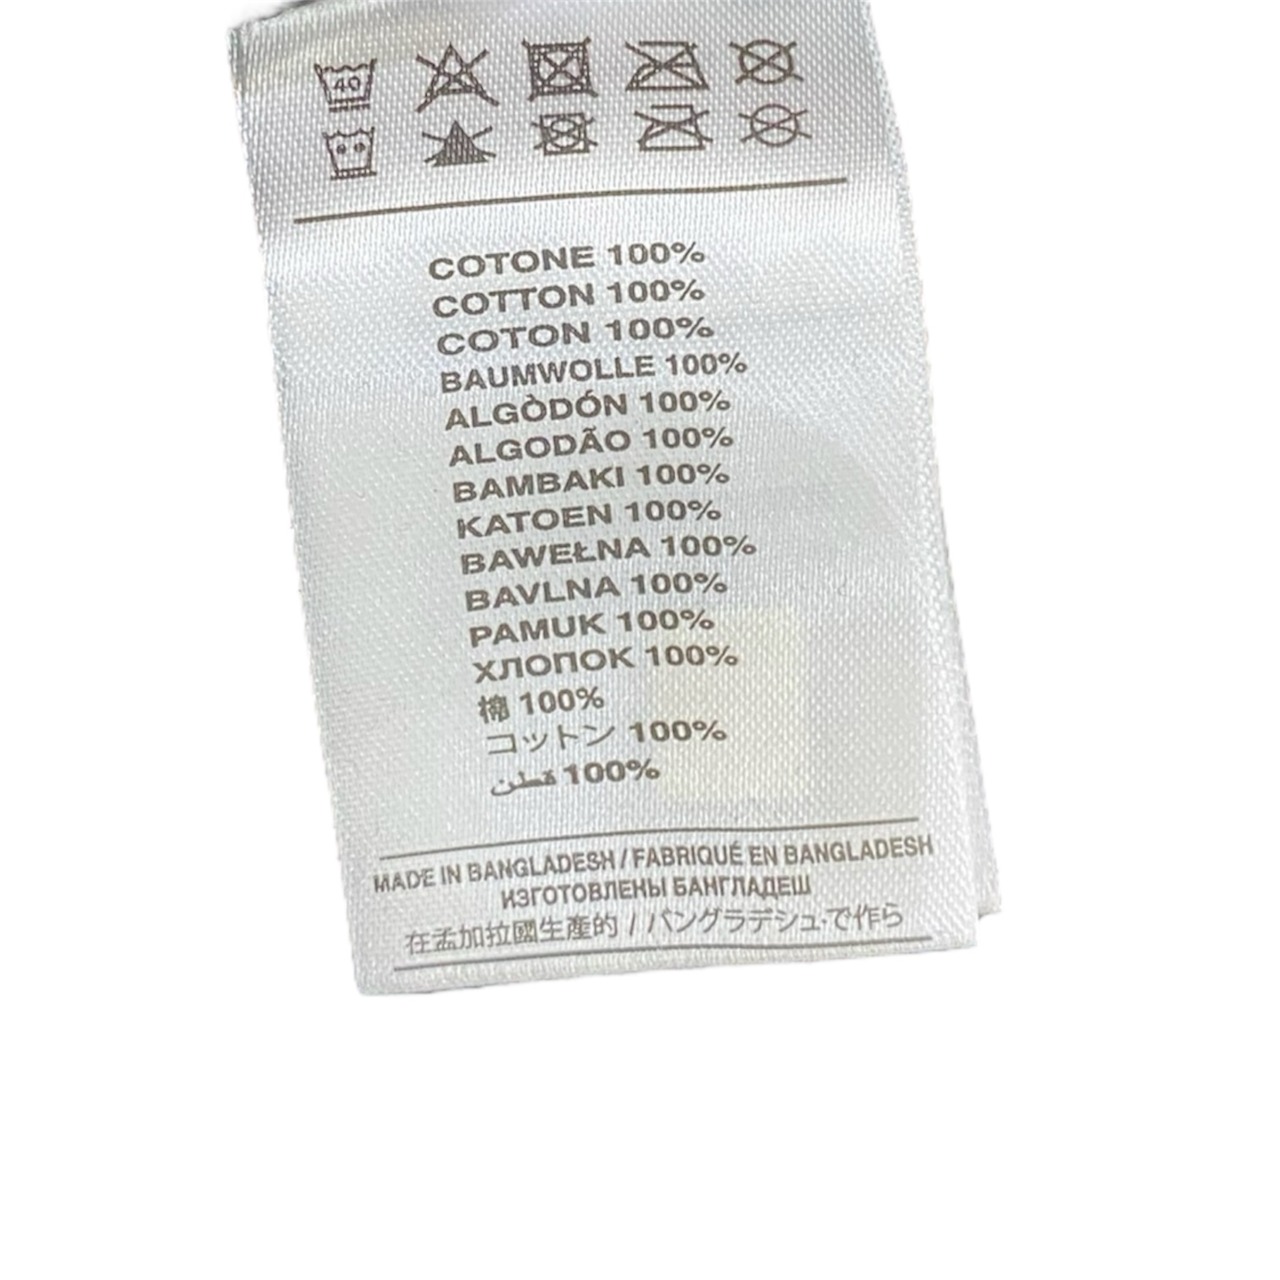 40
COTONE 100%
COTTON 100%
COTON 100%
BAUMWOLLE 100%
ALGÒDÓN 100%
ALGODÃO 100%
BAMBAKI 100%
KATOEN 100%
BAWEŁNA 100%
BAVLNA 100%
PAMUK 100%
ХЛОПОК 100%
棉 100%
コットン 100%
قطن 100%
MADE IN BANGLADESH / FABRIQUÉ EN BANGLADESH
ИЗГОТОВЛЕНЫ БАНГЛАДЕШ
在孟加拉國生產的 / バングラデシュ·で作ら